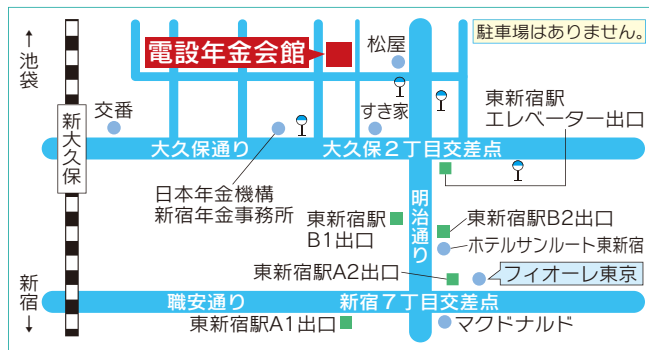 ↑池袋
電設年金会館
松屋
駐車場はありません。
交番
すき家
東新宿駅
エレベーター出口
新大久保
大久保通り
大久保2丁目交差点
日本年金機構
新宿年金事務所
明治通り
東新宿駅
B1出口
東新宿駅B2出口
ホテルサンルート東新宿
東新宿駅A2出口
フィオーレ東京
新宿↓
職安通り
新宿7丁目交差点
東新宿駅A1出口
マクドナルド